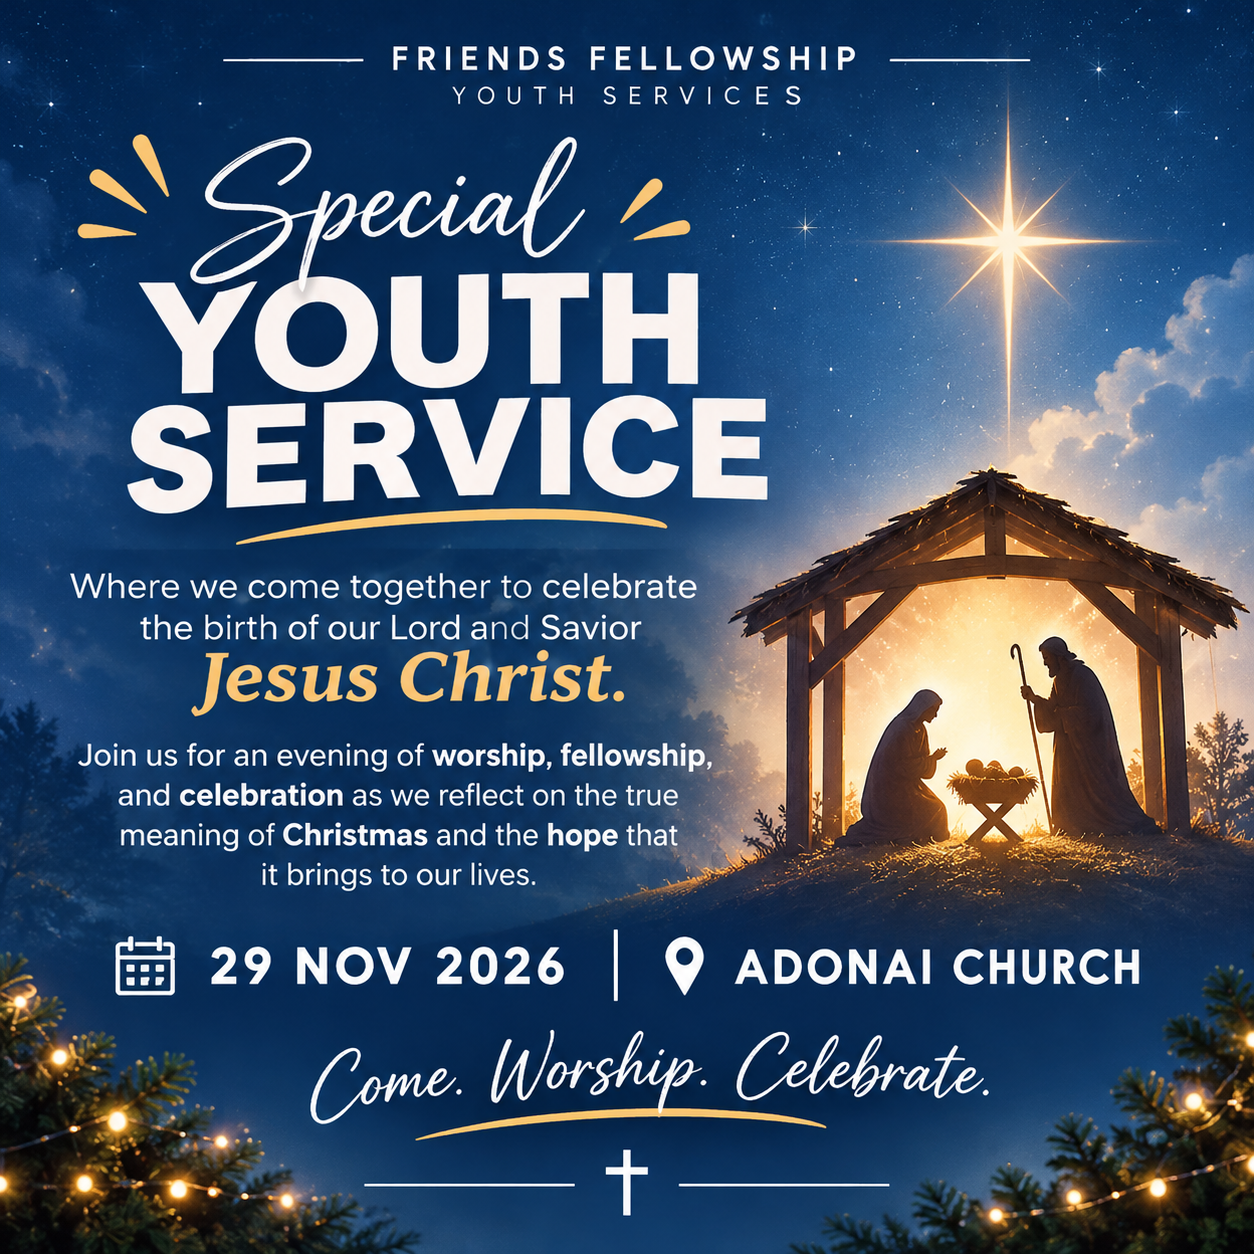 FRIENDS FELLOWSHIP
YOUTH SERVICES
Special
YOUTH
SERVICE
Where we come together to celebrate
the birth of our Lord and Savior
Jesus Christ.
Join us for an evening of worship, fellowship,
and celebration as we reflect on the true
meaning of Christmas and the hope that
it brings to our lives.
29 NOV 2026 | ADONAI CHURCH
Come. Worship. Celebrate.